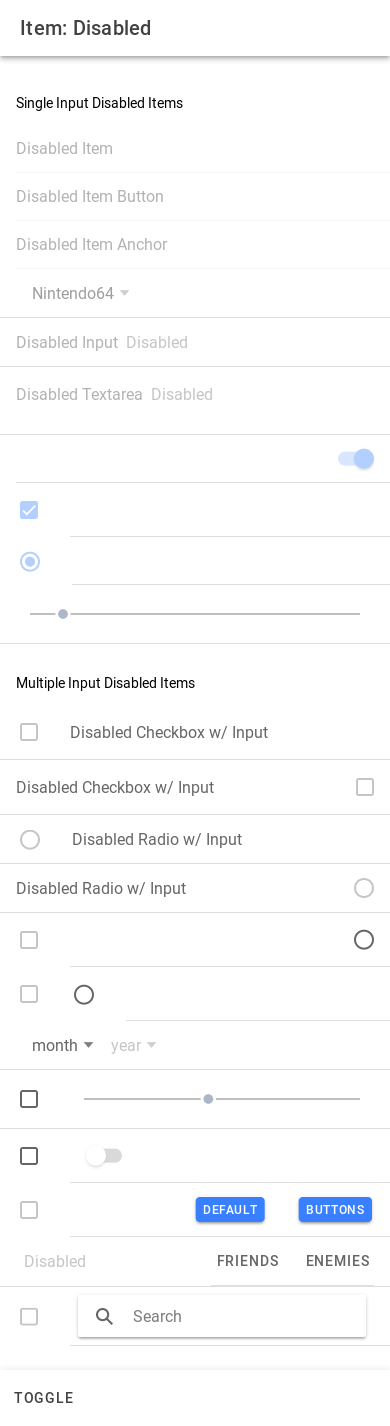 Item: Disabled
Single Input Disabled Items
Disabled Item
Disabled Item Button
Disabled Item Anchor
Nintendo64
Disabled Input Disabled
Disabled Textarea Disabled
Multiple Input Disabled Items
Disabled Checkbox w/ Input
Disabled Checkbox w/ Input
Disabled Radio w/ Input
Disabled Radio w/ Input
month year
DEFAULT BUTTONS
Disabled FRIENDS ENEMIES
Search
TOGGLE